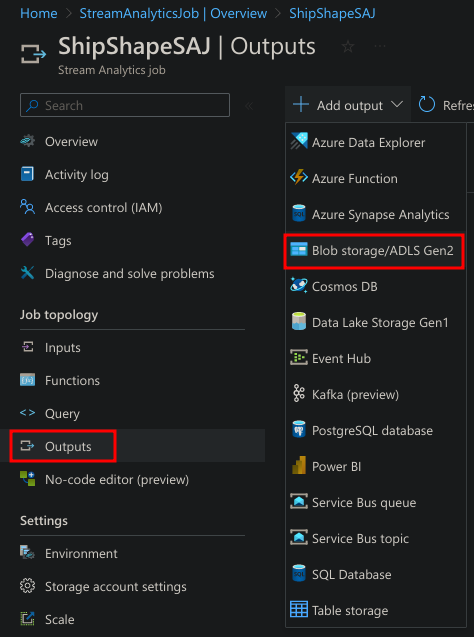 Home > StreamAnalyticsJob | Overview > ShipShapeSAJ
ShipShapeSAJ | Outputs
Stream Analytics job
Search
Overview
Activity log
Access control (IAM)
Tags
Diagnose and solve problems
Job topology
Inputs
Functions
Query
Outputs
No-code editor (preview)
Settings
Environment
Storage account settings
Scale
Add output
Refre
Azure Data Explorer
Azure Function
Azure Synapse Analytics
Blob storage/ADLS Gen2
Cosmos DB
Data Lake Storage Gen1
Event Hub
Kafka (preview)
PostgreSQL database
Power BI
Service Bus queue
Service Bus topic
SQL Database
Table storage